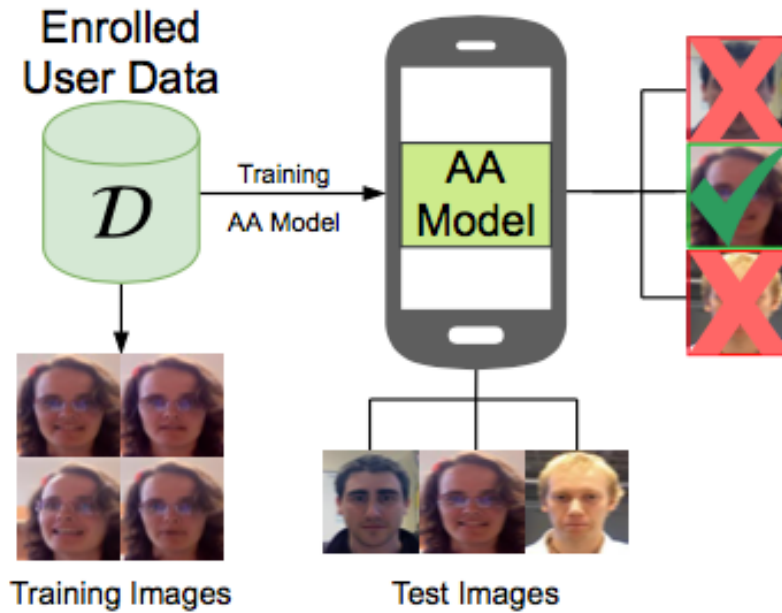 Enrolled
User Data
D
Training
AA Model
AA
Model
Training Images
Test Images